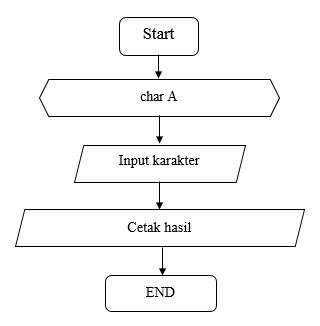 Start
char A
Input karakter
Cetak hasil
END